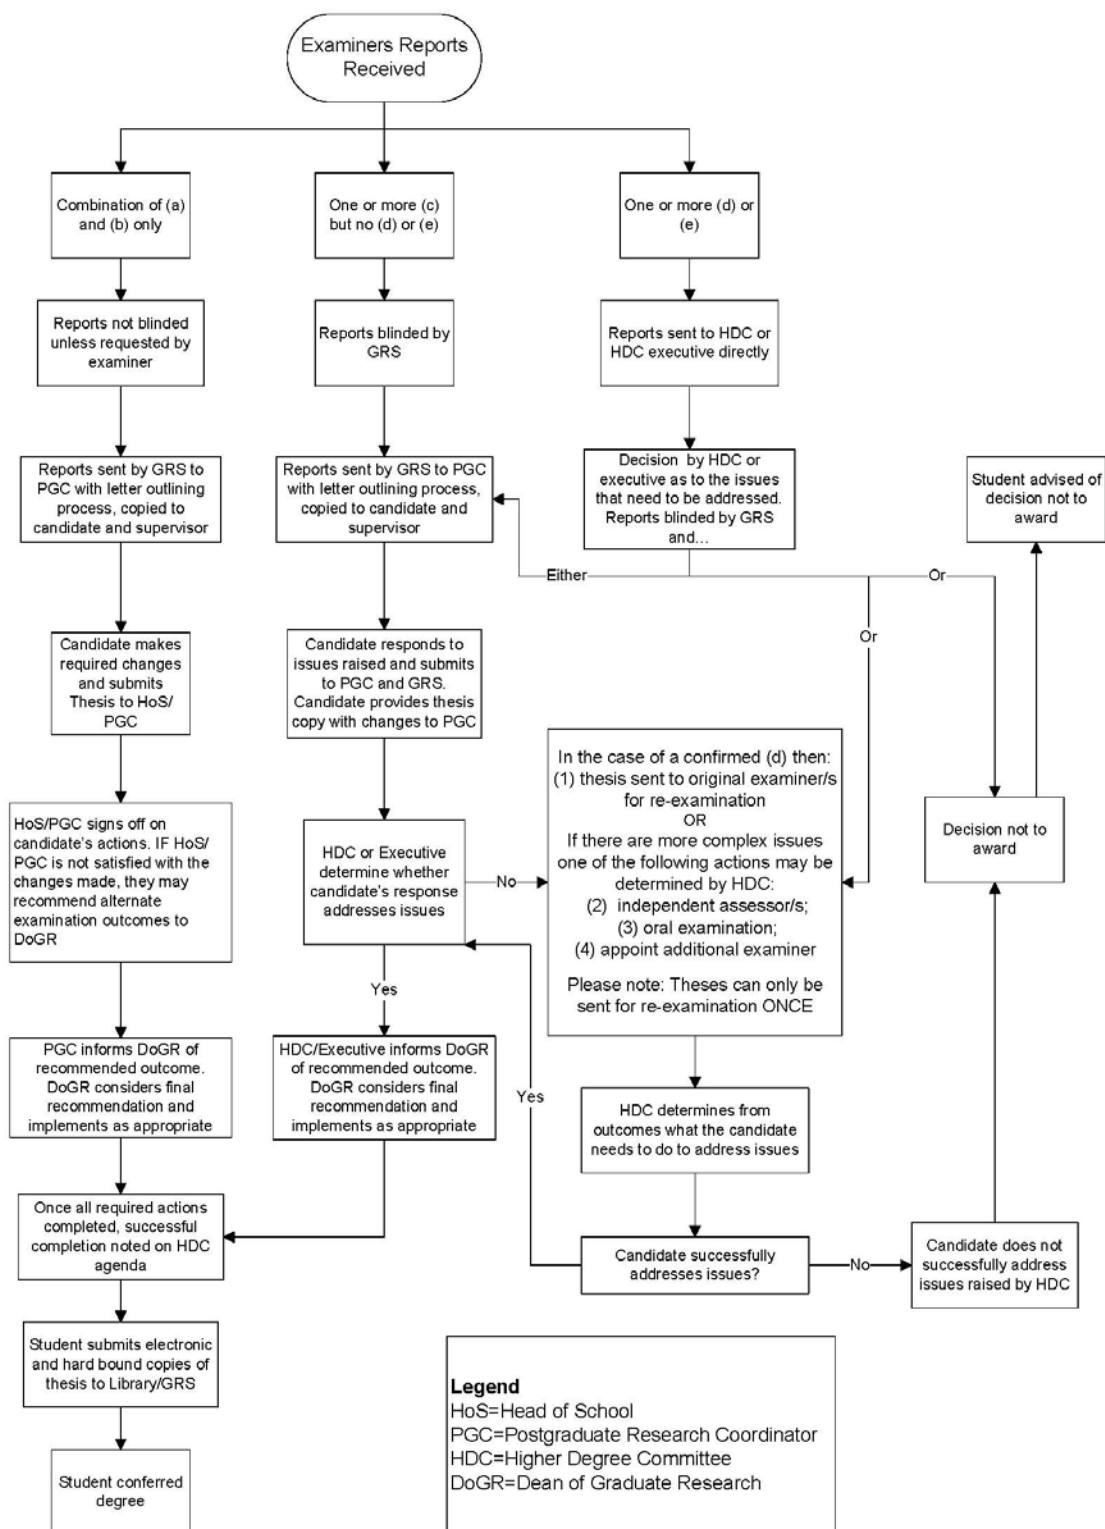 Examiners Reports
Received
Combination of (a)
and (b) only
One or more (c)
but no (d) or (e)
One or more (d) or
(e)
Reports not blinded
unless requested by
examiner
Reports blinded by
GRS
Reports sent to HDC or
HDC executive directly
Reports sent by GRS to
PGC with letter outlining
process, copied to
candidate and supervisor
Reports sent by GRS to PGC
with letter outlining process,
copied to candidate and
supervisor
Decision by HDC or
executive as to the issues
that need to be addressed.
Reports blinded by GRS
and...
Student advised of
decision not to
award
Either
Or
Or
Candidate makes
required changes
and submits
Thesis to HoS/
PGC
Candidate responds to
issues raised and submits
to PGC and GRS.
Candidate provides thesis
copy with changes to PGC
In the case of a confirmed (d) then:
(1) thesis sent to original examiner/s
for re-examination
OR
If there are more complex issues
one of the following actions may be
determined by HDC:
(2) independent assessor/s;
(3) oral examination;
(4) appoint additional examiner
Please note: Theses can only be
sent for re-examination ONCE
Decision not to
award
HoS/PGC signs off on
candidate's actions. IF HoS/
PGC is not satisfied with the
changes made, they may
recommend alternate
examination outcomes to
DoGR
HDC or Executive
determine whether
candidate's response
addresses issues
No
Yes
PGC informs DoGR of
recommended outcome.
DoGR considers final
recommendation and
implements as appropriate
HDC/Executive informs DoGR
of recommended outcome.
DoGR considers final
recommendation and
implements as appropriate
Yes
HDC determines from
outcomes what the candidate
needs to do to address issues
Once all required actions
completed, successful
completion noted on HDC
agenda
Candidate successfully
addresses issues?
No
Candidate does not
successfully address
issues raised by HDC
Student submits electronic
and hard bound copies of
thesis to Library/GRS
Student conferred
degree
Legend
HoS=Head of School
PGC=Postgraduate Research Coordinator
HDC=Higher Degree Committee
DoGR=Dean of Graduate Research